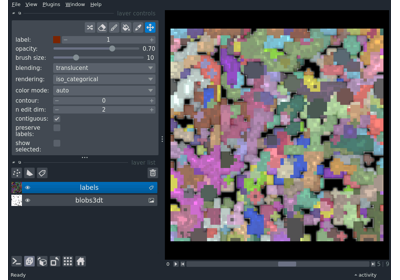 File View Plugins Window Help
layer controls
label: 1
opacity: 0.70
brush size: 10
blending: translucent
rendering: iso_categorical
color mode: auto
contour: 0
n edit dim: 2
contiguous:
preserve
labels:
show
selected:
layer list
labels
blobs3dt
Ready
activity